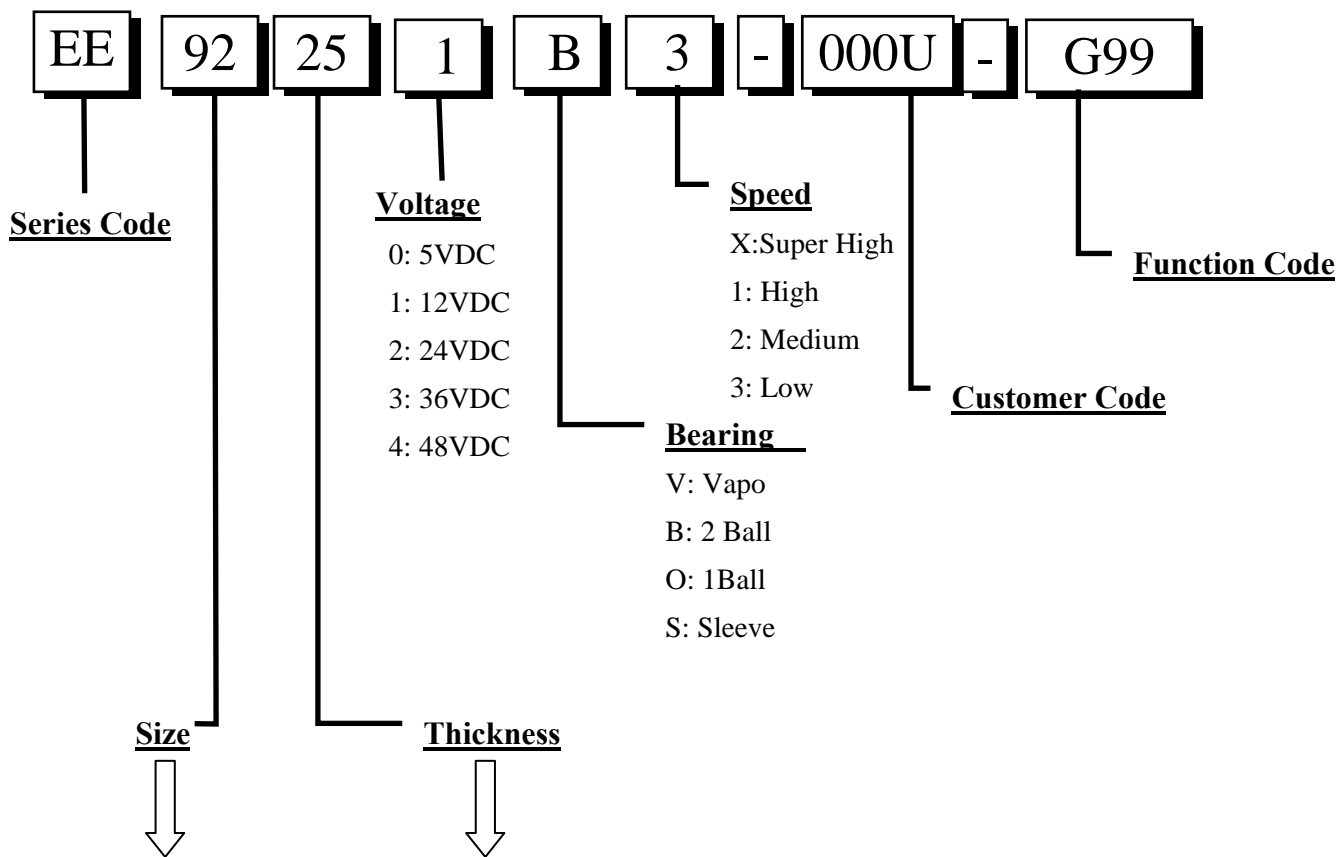 EE 92 25 1 B 3 - 000U - G99
Series Code
Voltage
0: 5VDC
1: 12VDC
2: 24VDC
3: 36VDC
4: 48VDC
Speed
X:Super High
1: High
2: Medium
3: Low
Function Code
Customer Code
Bearing
V: Vapo
B: 2 Ball
O: 1Ball
S: Sleeve
Size
Thickness